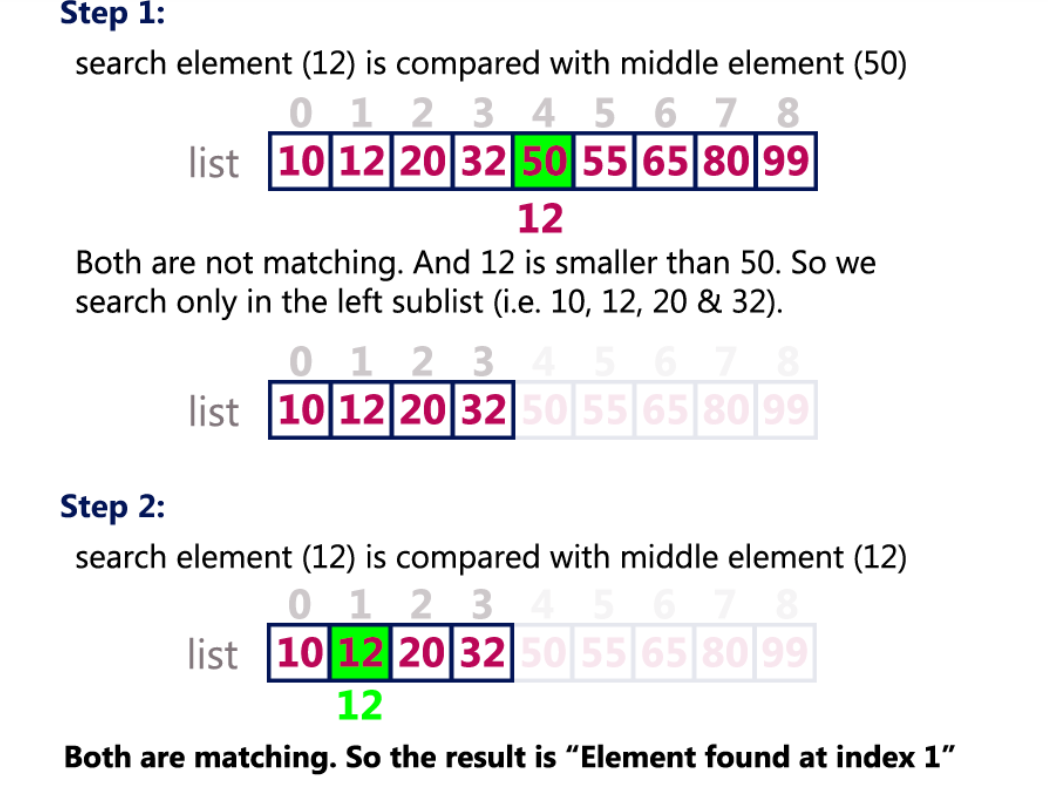 Step 1:
search element (12) is compared with middle element (50)
0 1 2 3 4 5 6 7 8
list 10 12 20 32 50 55 65 80 99
12
Both are not matching. And 12 is smaller than 50. So we
search only in the left sublist (i.e. 10, 12, 20 & 32).
0 1 2 3 4 5 6 7 8
list 10 12 20 32 50 55 65 80 99
Step 2:
search element (12) is compared with middle element (12)
0 1 2 3 4 5 6 7 8
list 10 12 20 32 50 55 65 80 99
12
Both are matching. So the result is “Element found at index 1”